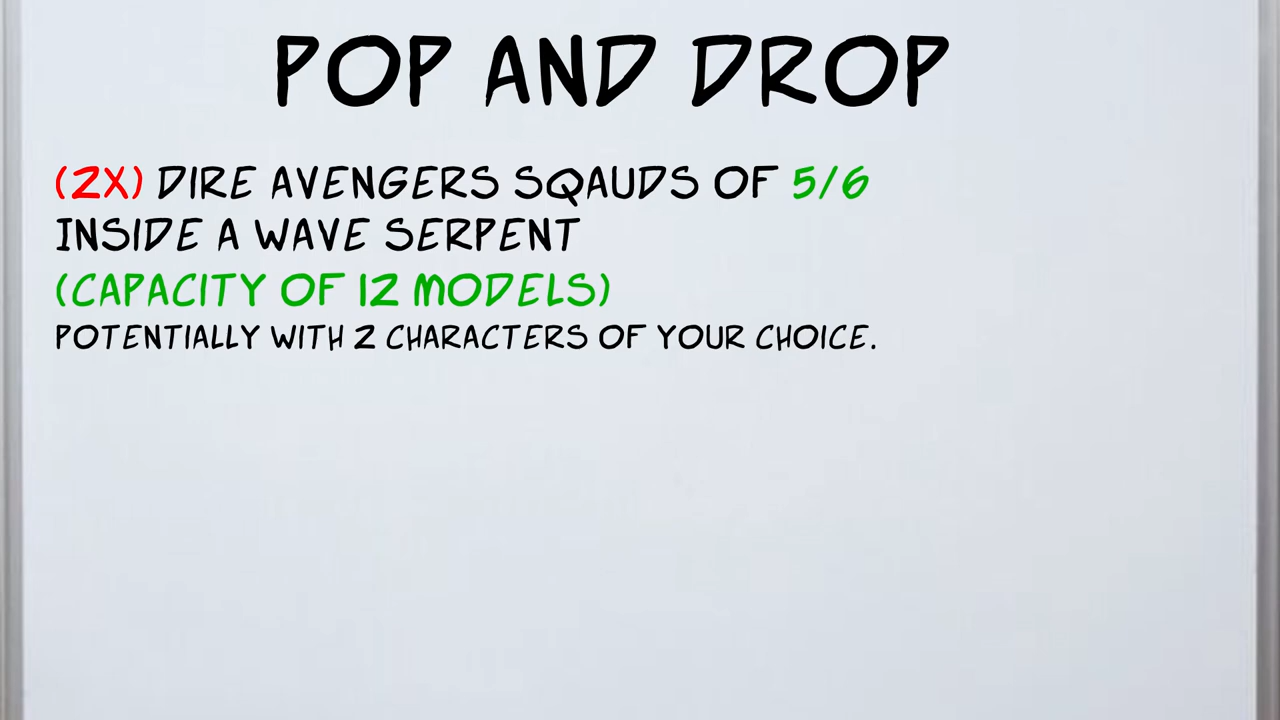 POP AND DROP
(2X) DIRE AVENGERS SQAUDS OF 5/6
INSIDE A WAVE SERPENT
(CAPACITY OF 12 MODELS)
POTENTIALLY WITH 2 CHARACTERS OF YOUR CHOICE.